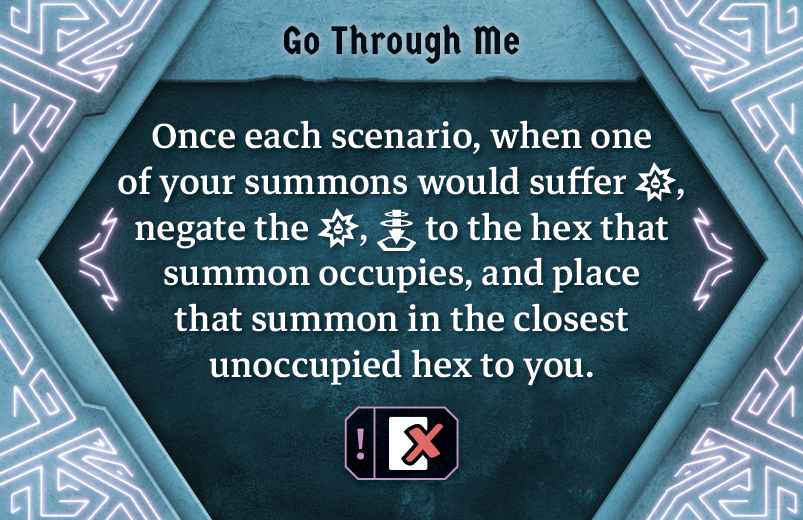 Go Through Me
Once each scenario, when one
of your summons would suffer ,
negate the , to the hex that
summon occupies, and place
that summon in the closest
unoccupied hex to you.
!